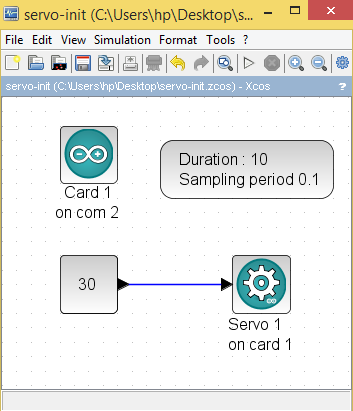 servo-init (C:\Users\hp\Desktop\s...
File Edit View Simulation Format Tools ?
servo-init (C:\Users\hp\Desktop\servo-init.zcos) - Xcos ?
Card 1
on com 2
Duration : 10
Sampling period 0.1
30
Servo 1
on card 1